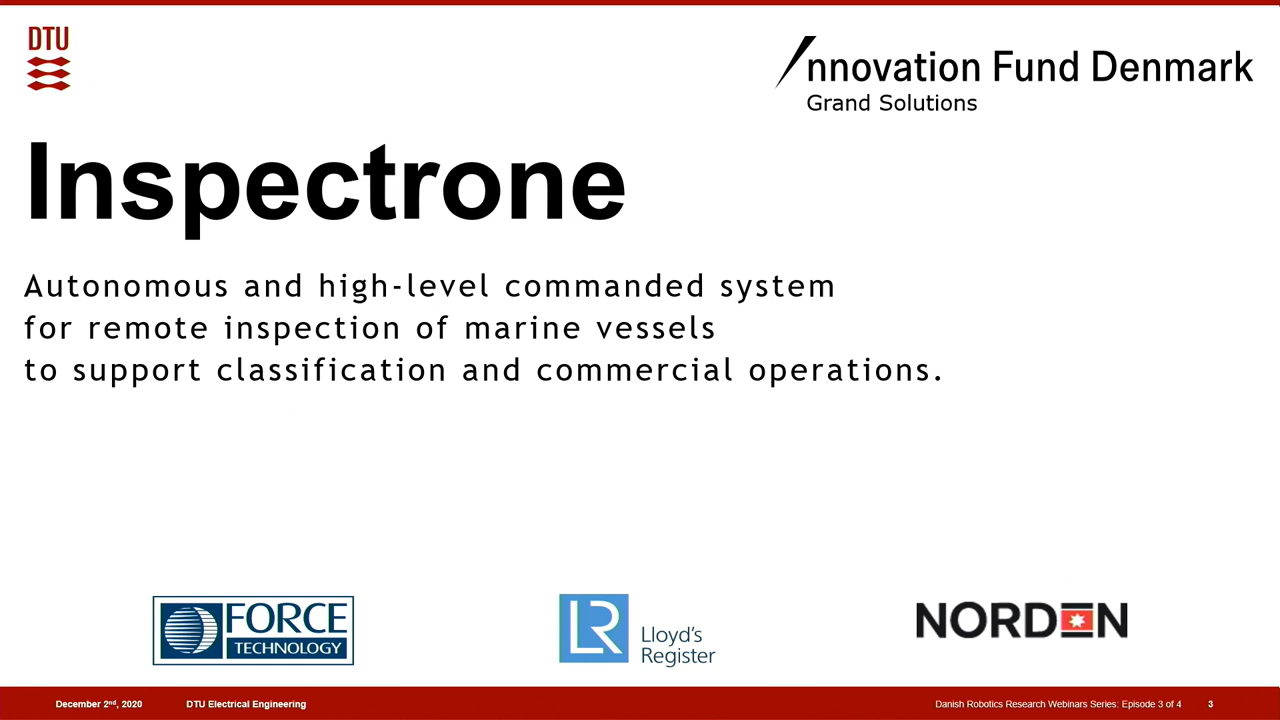 DTU
Innovation Fund Denmark
Grand Solutions
Inspectrone
Autonomous and high-level commanded system
for remote inspection of marine vessels
to support classification and commercial operations.
FORCE
TECHNOLOGY
LR
Lloyd's
Register
NORDEN
December 2nd, 2020
DTU Electrical Engineering
Danish Robotics Research Webinars Series: Episode 3 of 4
3